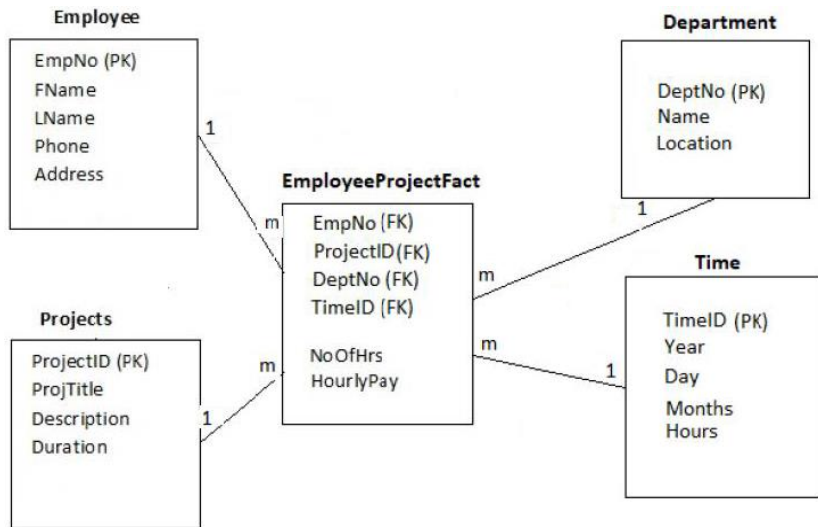 Employee
EmpNo (PK)
FName
LName
Phone
Address
1
m
Projects
ProjectID (PK)
ProjTitle
Description
Duration
1
m
EmployeeProjectFact
EmpNo (FK)
ProjectID(FK)
DeptNo (FK)
TimeID (FK)
NoOfHrs
HourlyPay
Department
DeptNo (PK)
Name
Location
1
m
Time
TimeID (PK)
Year
Day
Months
Hours
m
1